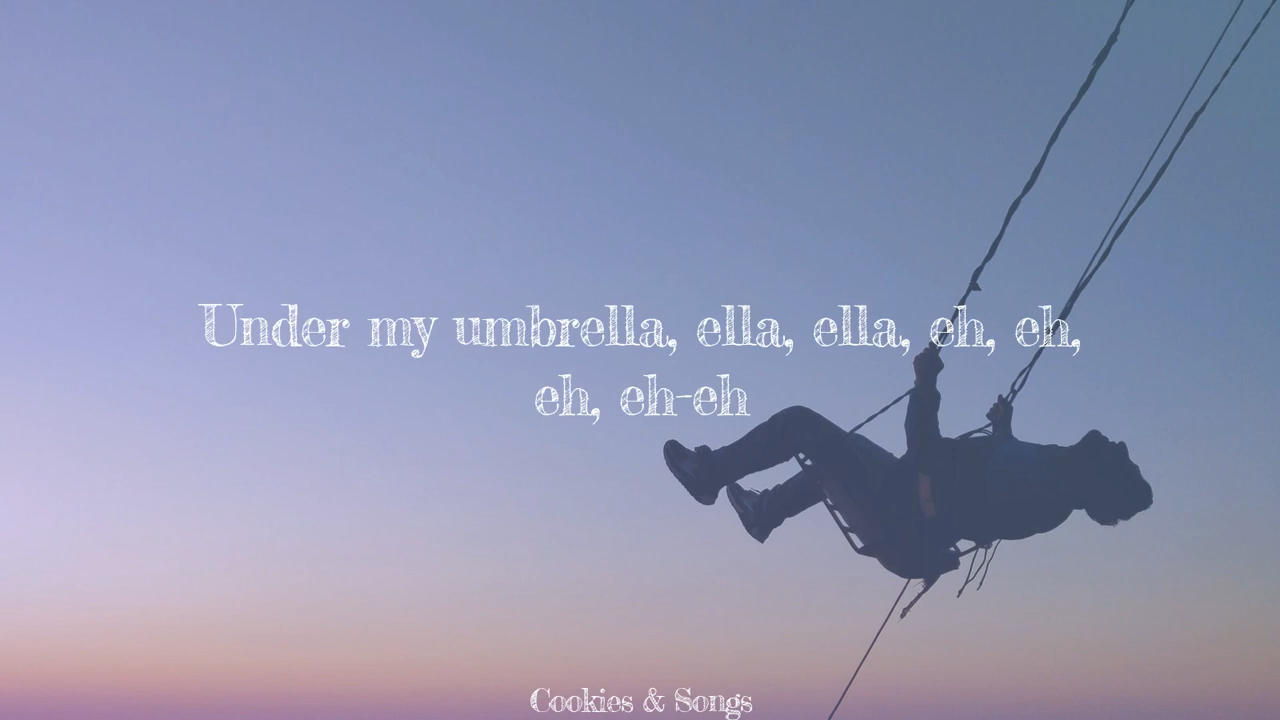 Under my umbrella, ella, ella, eh, eh,
eh, eh-eh
Cookies & Songs